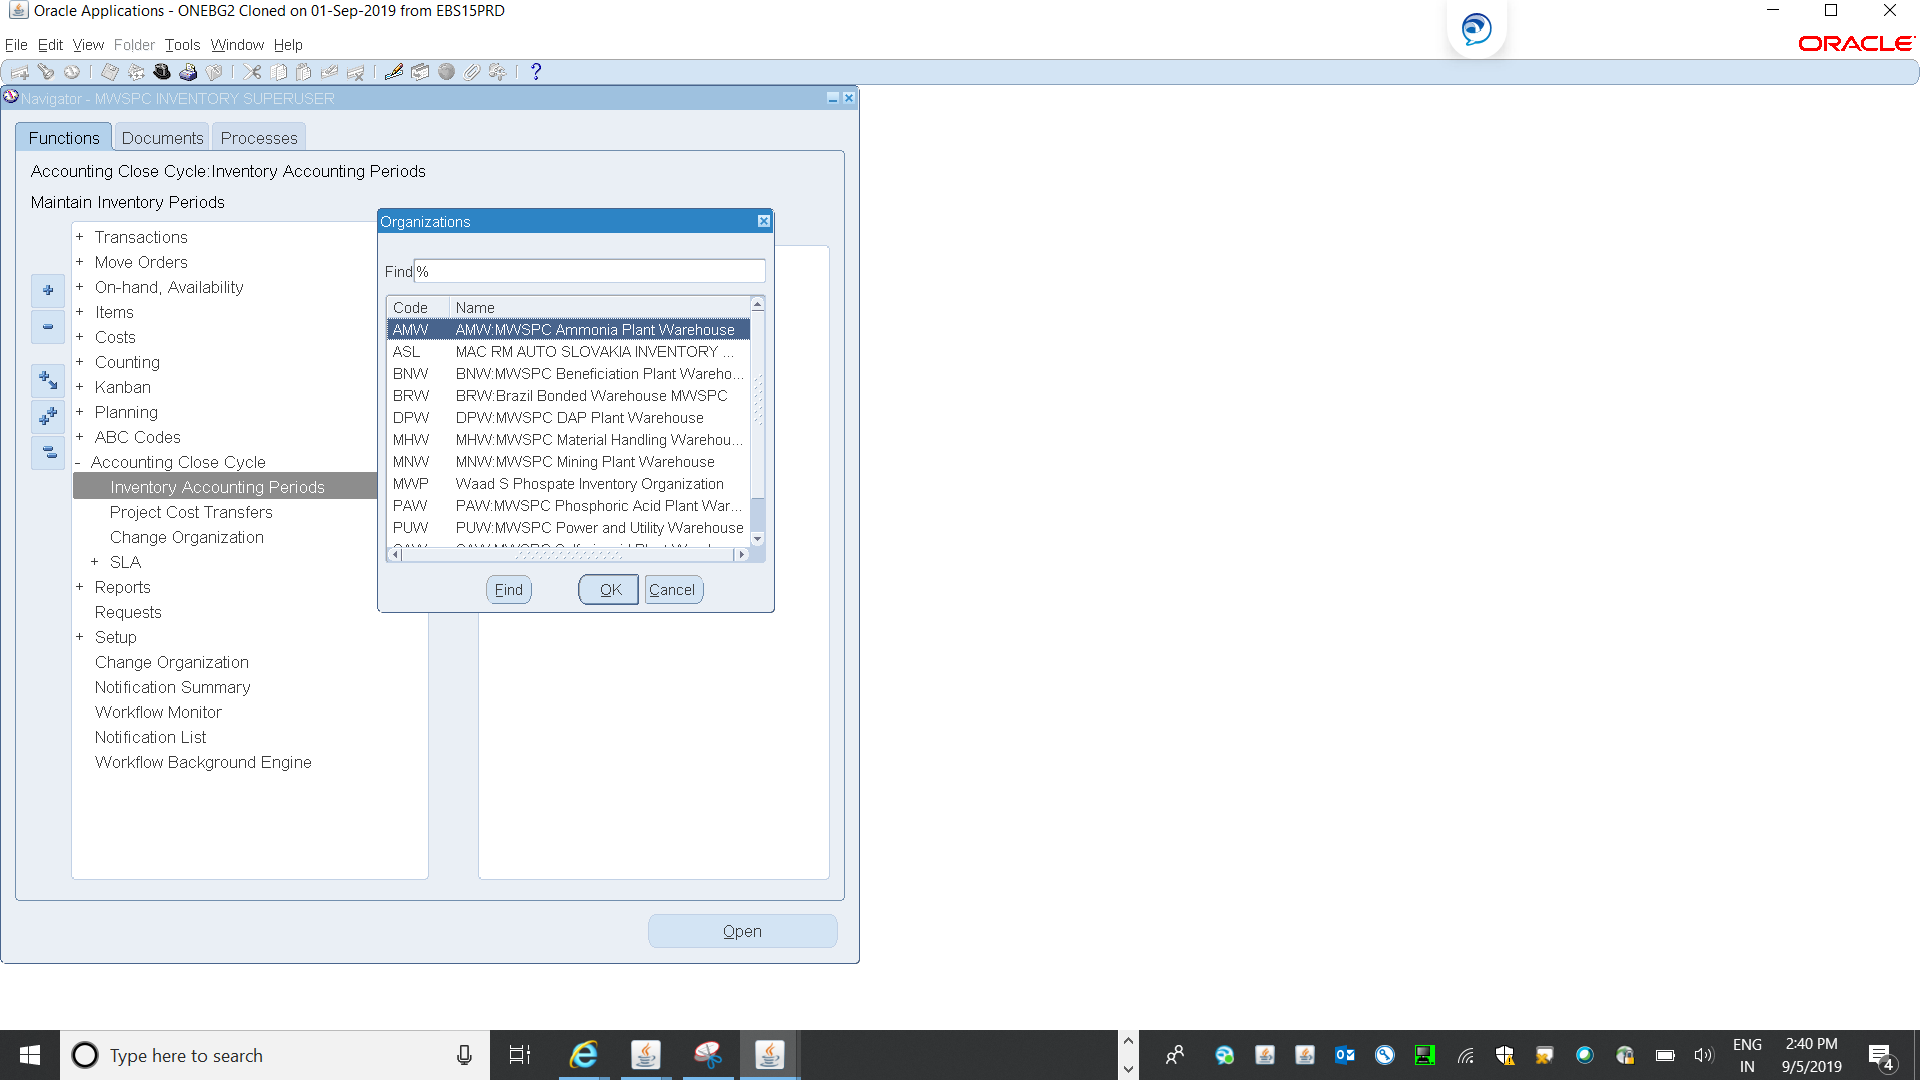 Oracle Applications - ONEBG2 Cloned on 01-Sep-2019 from EBS15PRD
File Edit View Folder Tools Window Help
ORACLE
Navigator - MWSPC INVENTORY SUPERUSER
Functions Documents Processes
Accounting Close Cycle:Inventory Accounting Periods
Maintain Inventory Periods
+ Transactions
+ Move Orders
+ On-hand, Availability
+ Items
+ Costs
+ Counting
+ Kanban
+ Planning
+ ABC Codes
- Accounting Close Cycle
Inventory Accounting Periods
Project Cost Transfers
Change Organization
+ SLA
+ Reports
Requests
+ Setup
Change Organization
Notification Summary
Workflow Monitor
Notification List
Workflow Background Engine
Organizations
Find %
Code Name
AMW AMW:MWSPC Ammonia Plant Warehouse
ASL MAC RM AUTO SLOVAKIA INVENTORY ...
BNW BNW:MWSPC Beneficiation Plant Wareho...
BRW BRW:Brazil Bonded Warehouse MWSPC
DPW DPW:MWSPC DAP Plant Warehouse
MHW MHW:MWSPC Material Handling Warehou...
MNW MNW:MWSPC Mining Plant Warehouse
MWP Waad S Phospate Inventory Organization
PAW PAW:MWSPC Phosphoric Acid Plant War...
PUW PUW:MWSPC Power and Utility Warehouse
Find OK Cancel
Open
Type here to search
ENG
IN
2:40 PM
9/5/2019
4